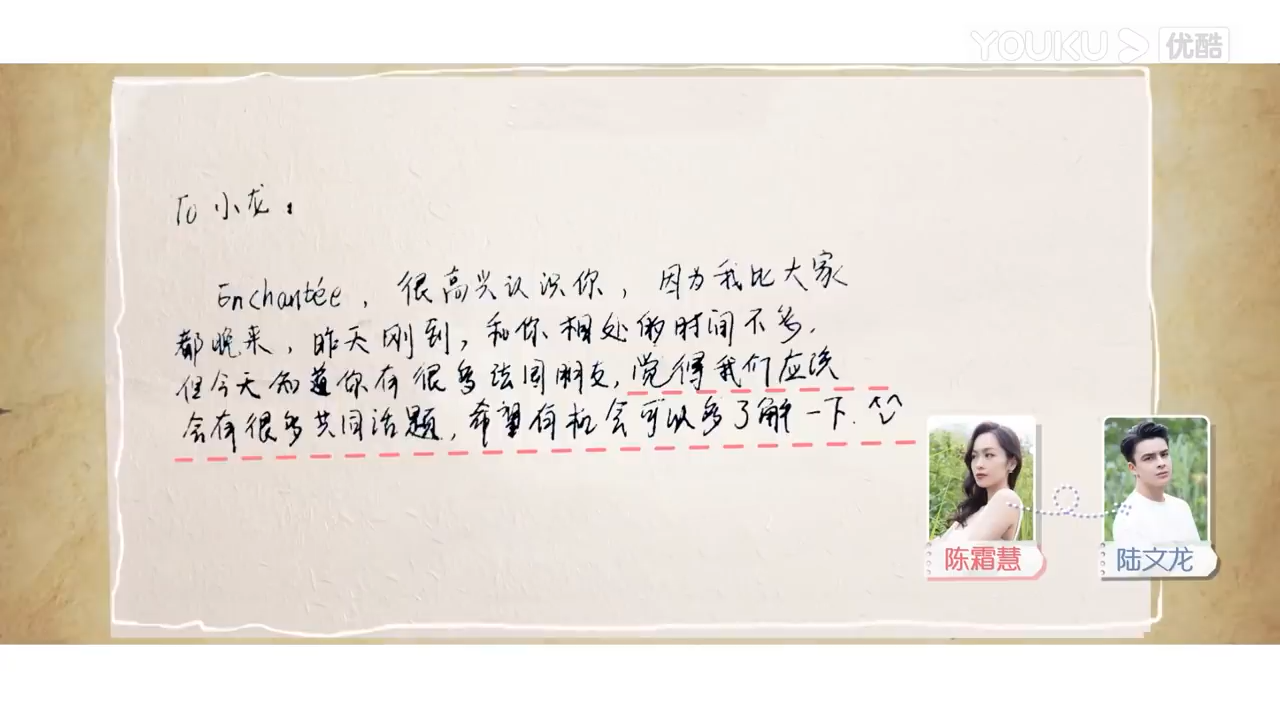 YOUKU 优酷
To 小龙:
Enchantée，很高兴认识你，因为我比大家
都晚来，昨天刚到，和你相处的时间不多，
但今天知道你有很多法国朋友，觉得我们应该
会有很多共同话题，希望有机会可以多了解一下.^^
陈霜慧
陆文龙